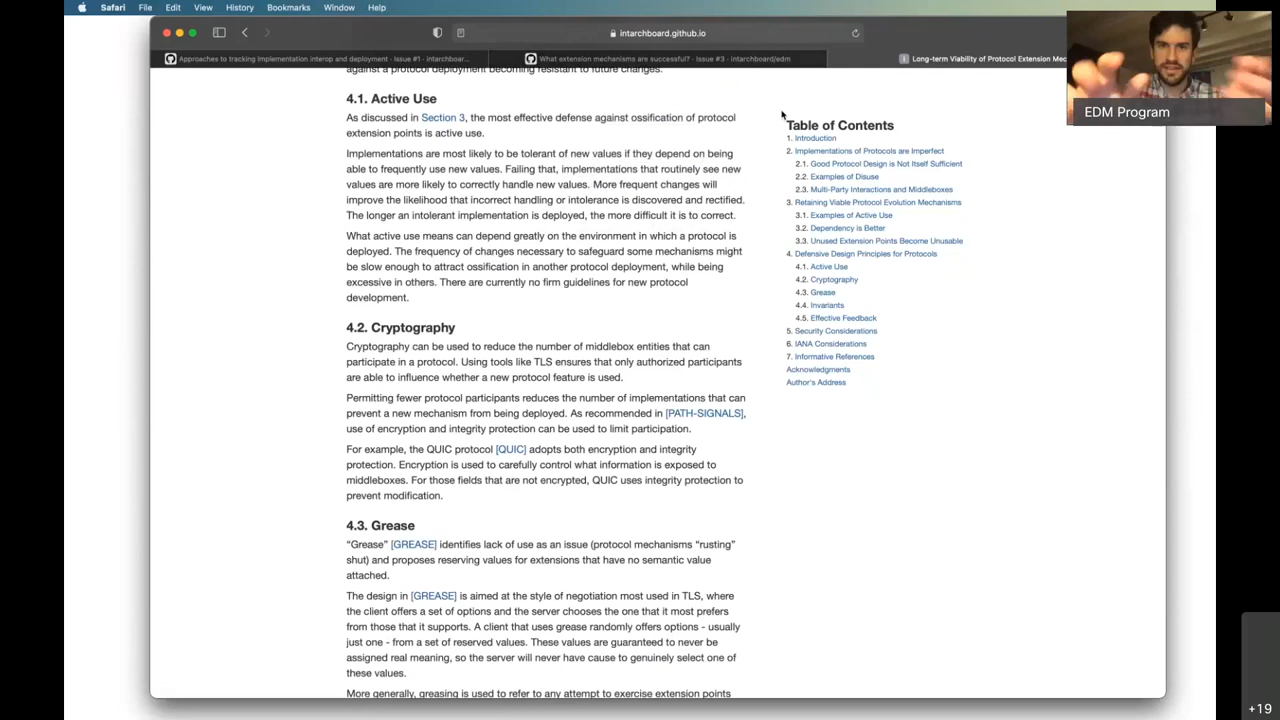 Safari File Edit View History Bookmarks Window Help
intarchboard.github.io
Approaches to tracking implementation interop and deployment · Issue #1 · intarchboar...
What extension mechanisms are successful? · Issue #3 · intarchboard/edm
Long-term Viability of Protocol Extension Mec
EDM Program
against a protocol deployment becoming resistant to future changes.
4.1. Active Use
As discussed in Section 3, the most effective defense against ossification of protocol
extension points is active use.
Implementations are most likely to be tolerant of new values if they depend on being
able to frequently use new values. Failing that, implementations that routinely see new
values are more likely to correctly handle new values. More frequent changes will
improve the likelihood that incorrect handling or intolerance is discovered and rectified.
The longer an intolerant implementation is deployed, the more difficult it is to correct.
What active use means can depend greatly on the environment in which a protocol is
deployed. The frequency of changes necessary to safeguard some mechanisms might
be slow enough to attract ossification in another protocol deployment, while being
excessive in others. There are currently no firm guidelines for new protocol
development.
4.2. Cryptography
Cryptography can be used to reduce the number of middlebox entities that can
participate in a protocol. Using tools like TLS ensures that only authorized participants
are able to influence whether a new protocol feature is used.
Permitting fewer protocol participants reduces the number of implementations that can
prevent a new mechanism from being deployed. As recommended in [PATH-SIGNALS],
use of encryption and integrity protection can be used to limit participation.
For example, the QUIC protocol [QUIC] adopts both encryption and integrity
protection. Encryption is used to carefully control what information is exposed to
middleboxes. For those fields that are not encrypted, QUIC uses integrity protection to
prevent modification.
4.3. Grease
“Grease” [GREASE] identifies lack of use as an issue (protocol mechanisms “rusting”
shut) and proposes reserving values for extensions that have no semantic value
attached.
The design in [GREASE] is aimed at the style of negotiation most used in TLS, where
the client offers a set of options and the server chooses the one that it most prefers
from those that it supports. A client that uses grease randomly offers options - usually
just one - from a set of reserved values. These values are guaranteed to never be
assigned real meaning, so the server will never have cause to genuinely select one of
these values.
More generally, greasing is used to refer to any attempt to exercise extension points
Table of Contents
1. Introduction
2. Implementations of Protocols are Imperfect
2.1. Good Protocol Design is Not Itself Sufficient
2.2. Examples of Disuse
2.3. Multi-Party Interactions and Middleboxes
3. Retaining Viable Protocol Evolution Mechanisms
3.1. Examples of Active Use
3.2. Dependency is Better
3.3. Unused Extension Points Become Unusable
4. Defensive Design Principles for Protocols
4.1. Active Use
4.2. Cryptography
4.3. Grease
4.4. Invariants
4.5. Effective Feedback
5. Security Considerations
6. IANA Considerations
7. Informative References
Acknowledgments
Author's Address
+19